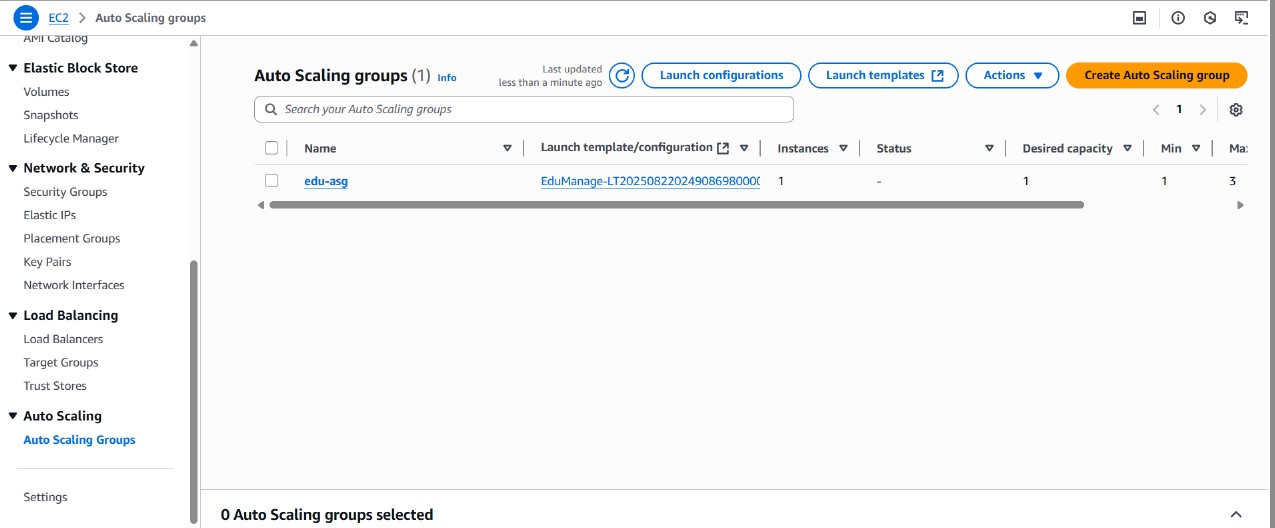 EC2 > Auto Scaling groups
AMI Catalog
Elastic Block Store
Volumes
Snapshots
Lifecycle Manager
Network & Security
Security Groups
Elastic IPs
Placement Groups
Key Pairs
Network Interfaces
Load Balancing
Load Balancers
Target Groups
Trust Stores
Auto Scaling
Auto Scaling Groups
Settings
Auto Scaling groups (1) Info
Last updated
less than a minute ago
Launch configurations
Launch templates
Actions
Create Auto Scaling group
Search your Auto Scaling groups
< 1 >
Name Launch template/configuration Instances Status Desired capacity Min Ma
edu-asg EduManage-LT2025082202490869800000 1 - 1 1 3
0 Auto Scaling groups selected